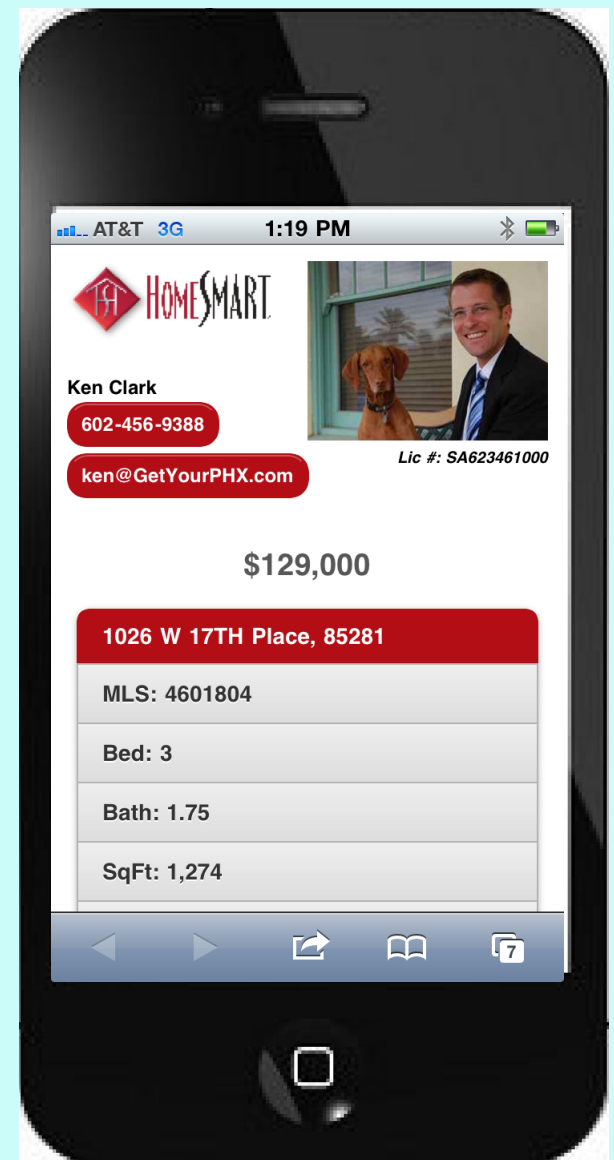 AT&T 3G 1:19 PM
HOMESMART
Ken Clark
602-456-9388
ken@GetYourPHX.com
Lic #: SA623461000
$129,000
1026 W 17TH Place, 85281
MLS: 4601804
Bed: 3
Bath: 1.75
SqFt: 1,274
7